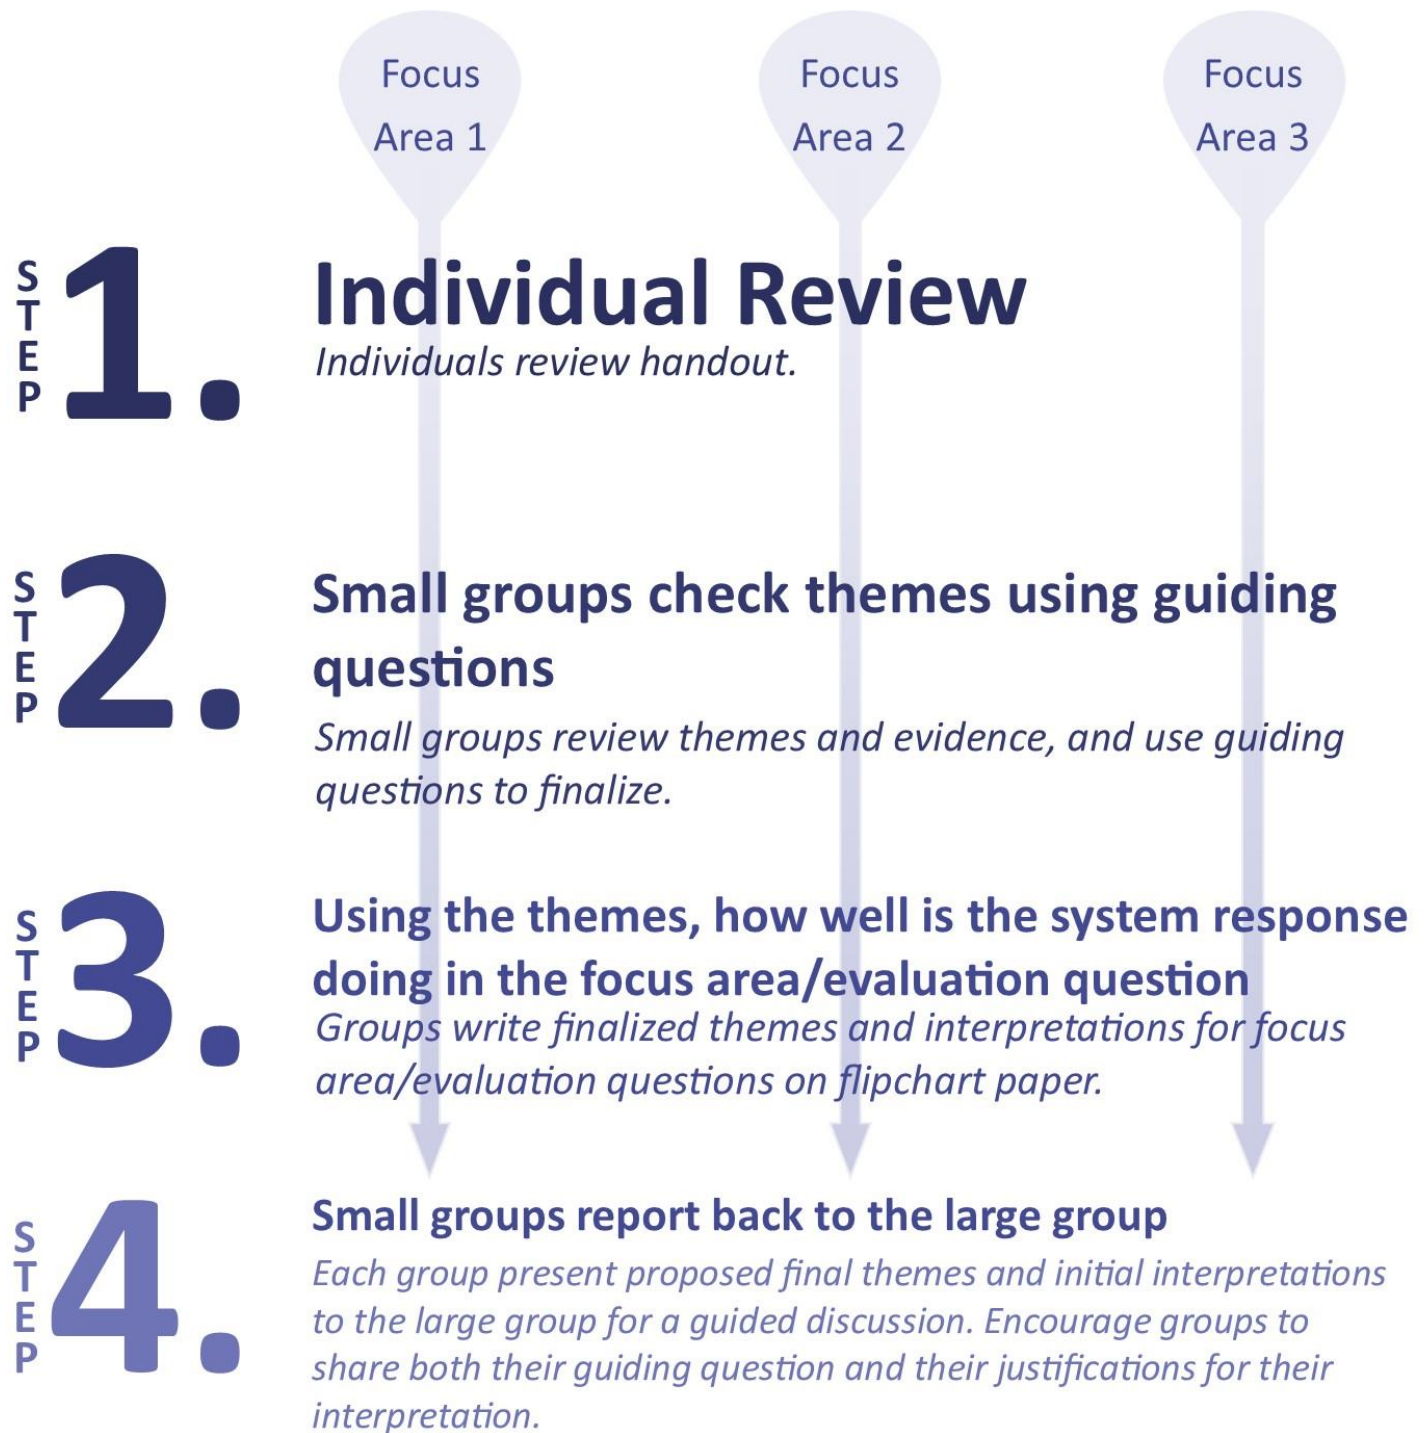 Focus
Area 1
Focus
Area 2
Focus
Area 3
STEP
1.
Individual Review
Individuals review handout.
STEP
2.
Small groups check themes using guiding
questions
Small groups review themes and evidence, and use guiding
questions to finalize.
STEP
3.
Using the themes, how well is the system response
doing in the focus area/evaluation question
Groups write finalized themes and interpretations for focus
area/evaluation questions on flipchart paper.
STEP
4.
Small groups report back to the large group
Each group present proposed final themes and initial interpretations
to the large group for a guided discussion. Encourage groups to
share both their guiding question and their justifications for their
interpretation.